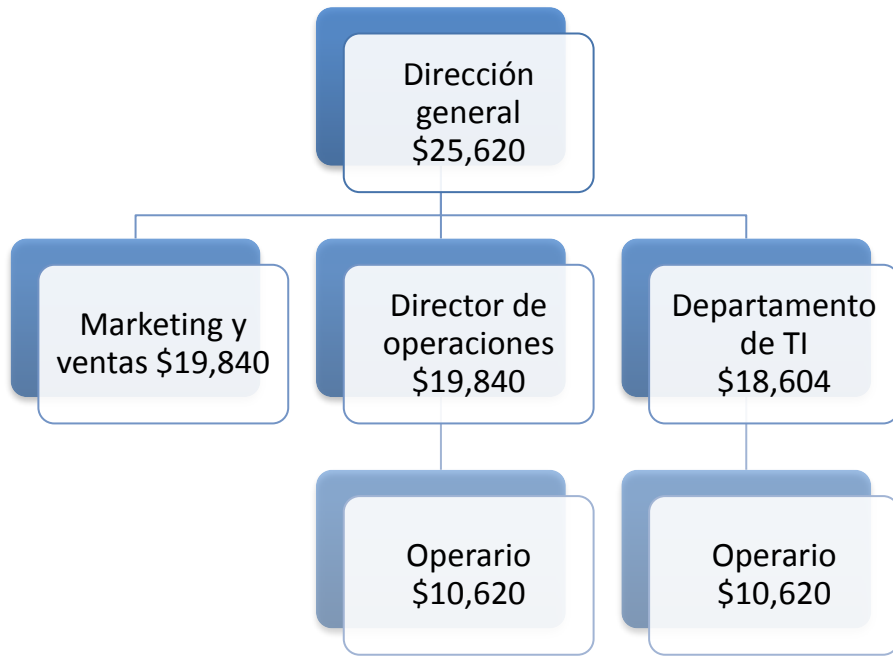 Dirección
general
$25,620
Marketing y
ventas $19,840
Director de
operaciones
$19,840
Departamento
de TI
$18,604
Operario
$10,620
Operario
$10,620